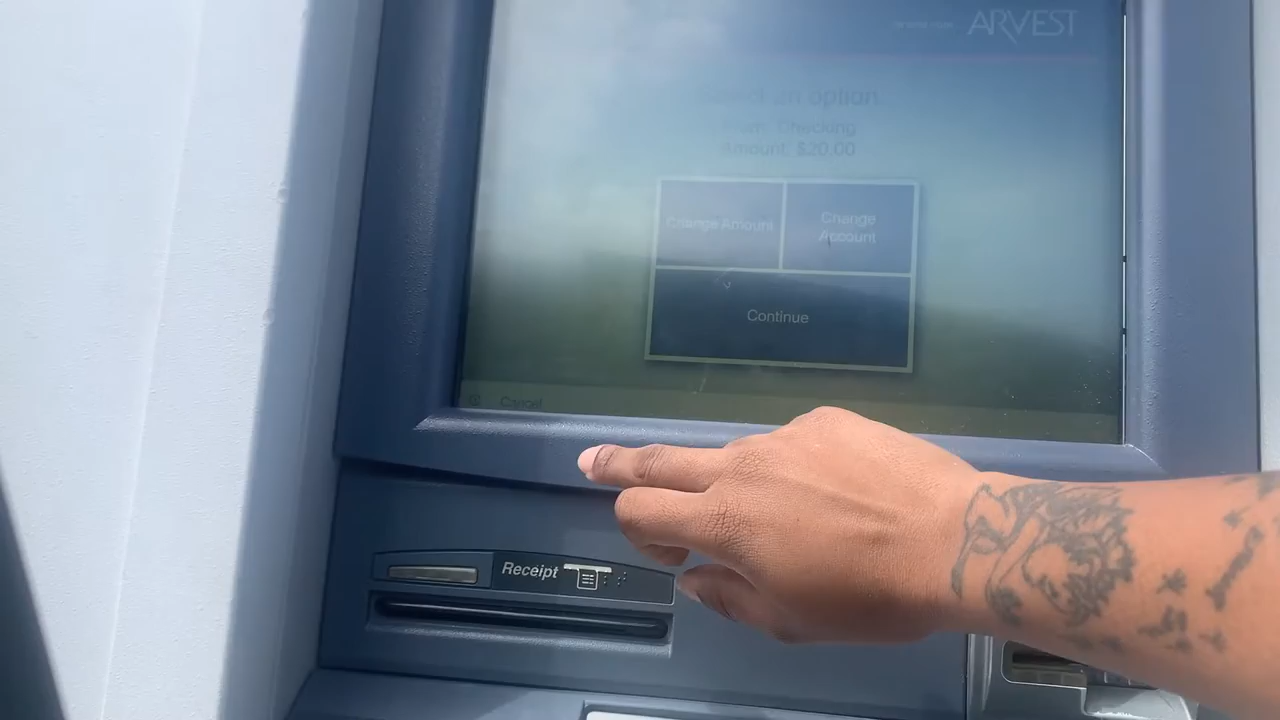 ARVEST
Select an option
From: Checking
Amount: $20.00
Change Amount
Change
Account
Continue
Cancel
Receipt